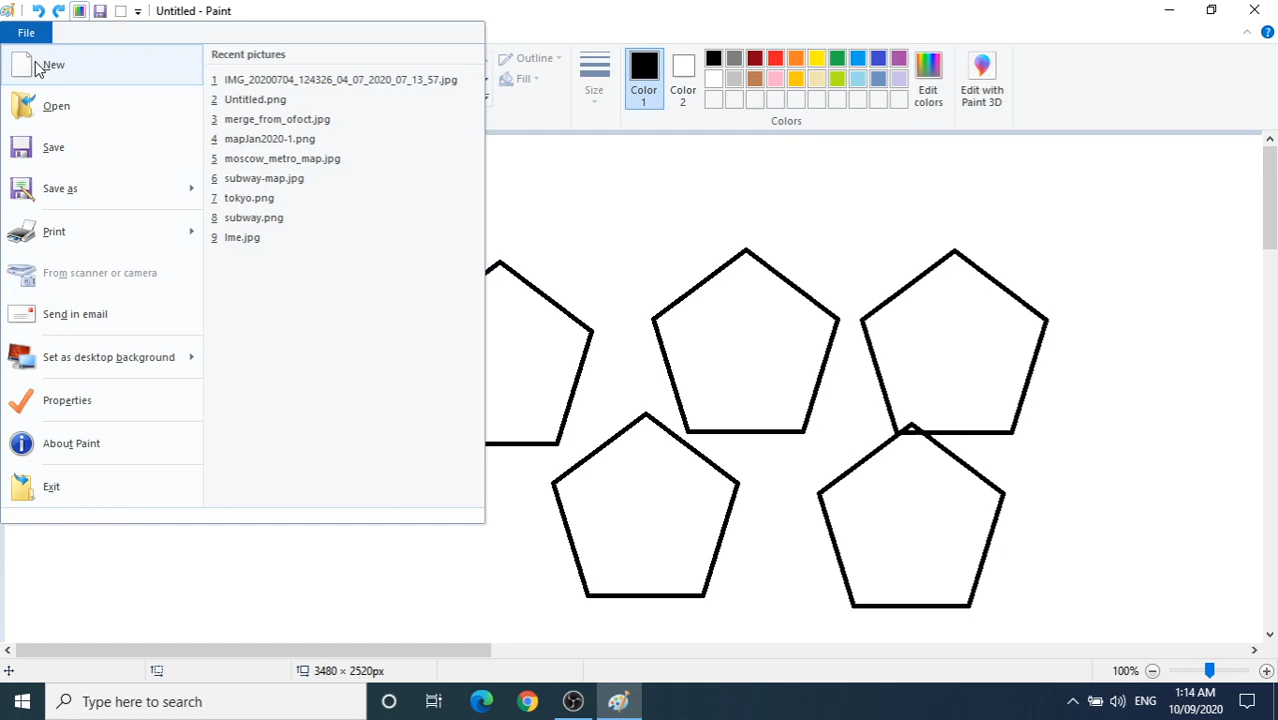 Untitled - Paint
File
New
Open
Save
Save as
Print
From scanner or camera
Send in email
Set as desktop background
Properties
About Paint
Exit
Recent pictures
1 IMG_20200704_124326_04_07_2020_07_13_57.jpg
2 Untitled.png
3 merge_from_ofoct.jpg
4 mapJan2020-1.png
5 moscow_metro_map.jpg
6 subway-map.jpg
7 tokyo.png
8 subway.png
9 lme.jpg
Outline
Fill
Size
Color 1
Color 2
Edit colors
Edit with Paint 3D
Colors
3480 × 2520px
100%
Type here to search
ENG
1:14 AM
10/09/2020